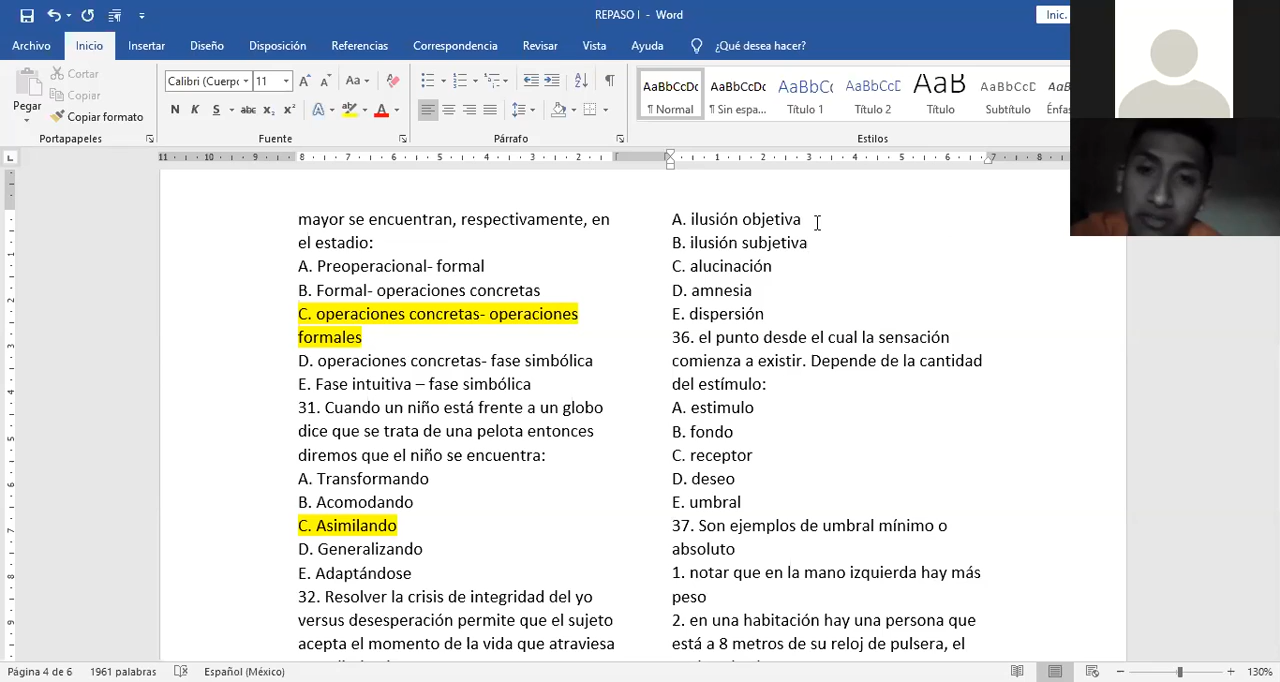 REPASO I - Word
Inic.
Archivo Inicio Insertar Diseño Disposición Referencias Correspondencia Revisar Vista Ayuda ¿Qué desea hacer?
Pegar
Cortar
Copiar
Copiar formato
Portapapeles
Calibri (Cuerpo 11
N K S abc x₂ x²
Fuente
Párrafo
AaBbCcDc ¶ Normal
AaBbCcDc ¶ Sin espa...
AaBbCc Título 1
AaBbCcD Título 2
AaB Título
AaBbCcD Subtítulo
Estilos
mayor se encuentran, respectivamente, en
el estadio:
A. Preoperacional- formal
B. Formal- operaciones concretas
C. operaciones concretas- operaciones
formales
D. operaciones concretas- fase simbólica
E. Fase intuitiva – fase simbólica
31. Cuando un niño está frente a un globo
dice que se trata de una pelota entonces
diremos que el niño se encuentra:
A. Transformando
B. Acomodando
C. Asimilando
D. Generalizando
E. Adaptándose
32. Resolver la crisis de integridad del yo
versus desesperación permite que el sujeto
acepta el momento de la vida que atraviesa
A. ilusión objetiva
B. ilusión subjetiva
C. alucinación
D. amnesia
E. dispersión
36. el punto desde el cual la sensación
comienza a existir. Depende de la cantidad
del estímulo:
A. estimulo
B. fondo
C. receptor
D. deseo
E. umbral
37. Son ejemplos de umbral mínimo o
absoluto
1. notar que en la mano izquierda hay más
peso
2. en una habitación hay una persona que
está a 8 metros de su reloj de pulsera, el
Página 4 de 6 1961 palabras Español (México) 130%